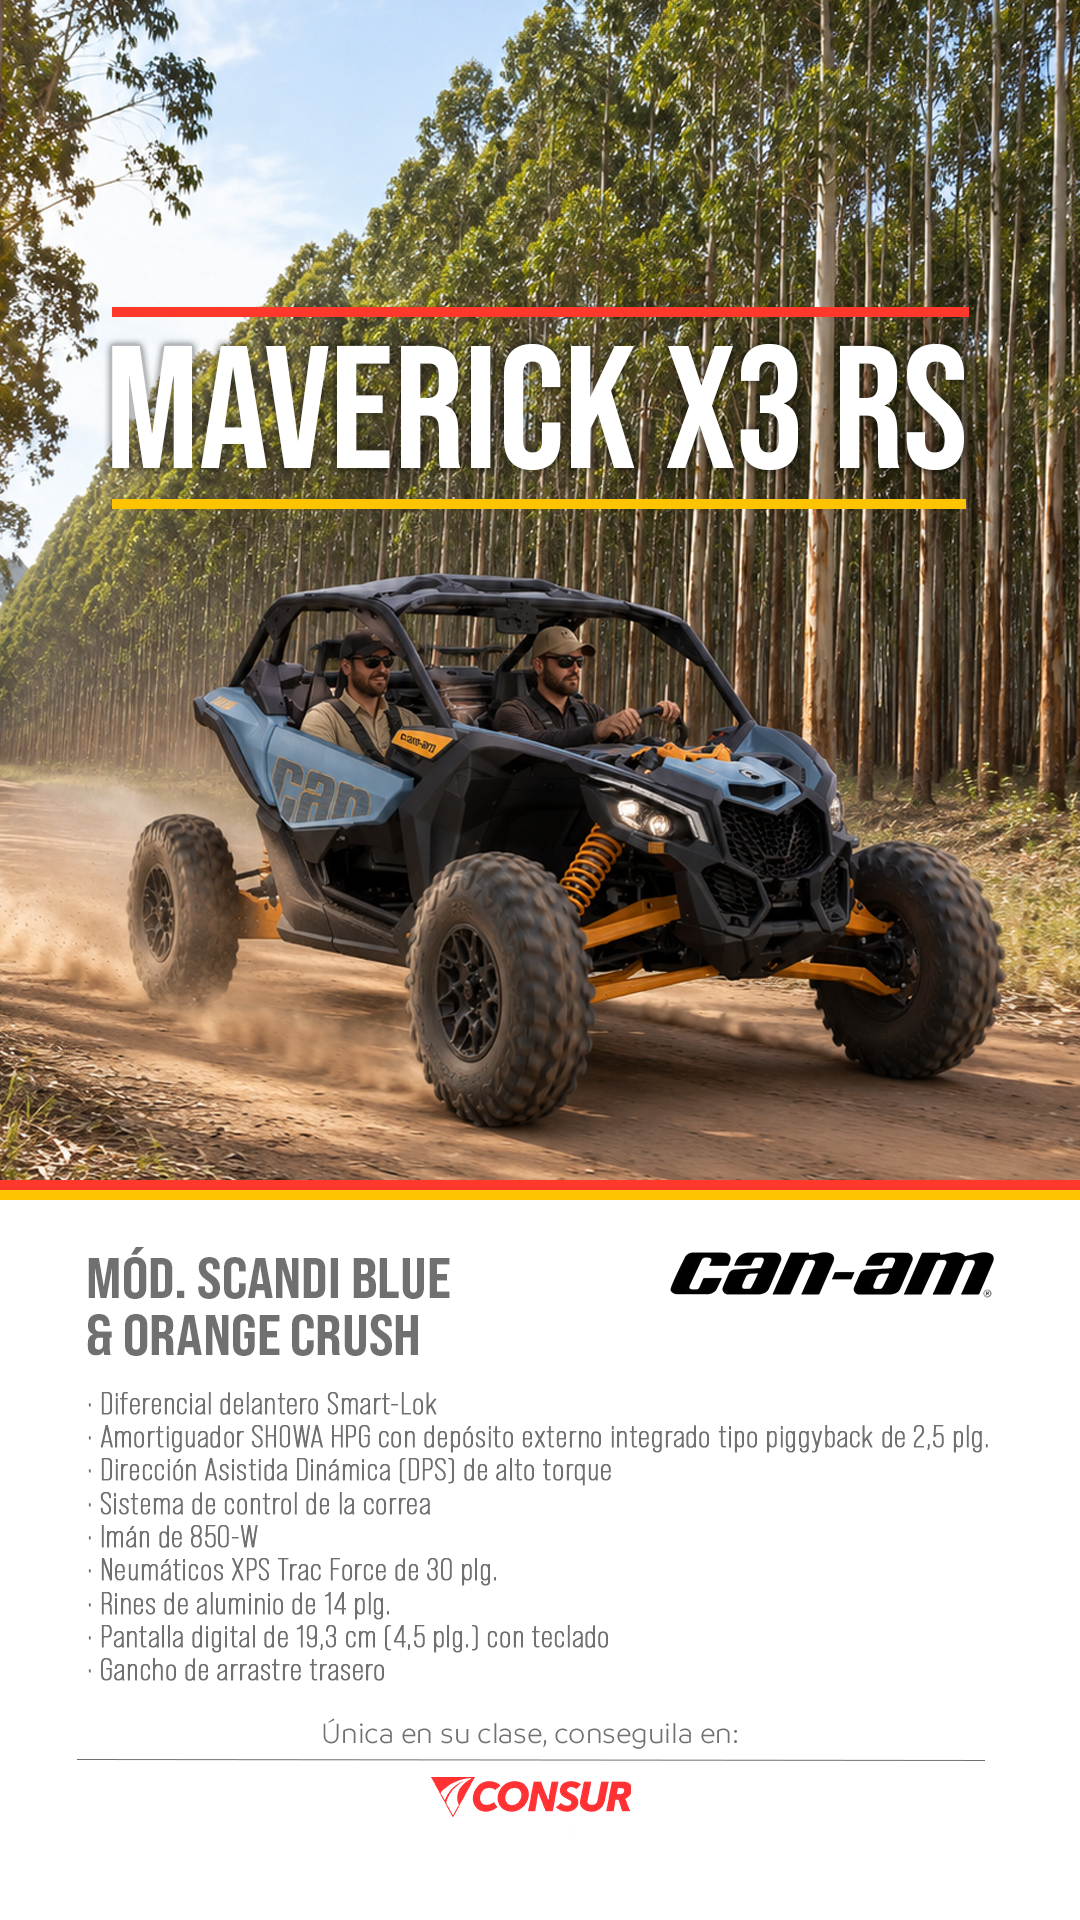 MAVERICK X3 RS
can-am
can
MÓD. SCANDI BLUE
& ORANGE CRUSH
can-am®
· Diferencial delantero Smart-Lok
· Amortiguador SHOWA HPG con depósito externo integrado tipo piggyback de 2,5 plg.
· Dirección Asistida Dinámica (DPS) de alto torque
· Sistema de control de la correa
· Imán de 850-W
· Neumáticos XPS Trac Force de 30 plg.
· Rines de aluminio de 14 plg.
· Pantalla digital de 19,3 cm (4,5 plg.) con teclado
· Gancho de arrastre trasero
Única en su clase, conseguila en:
CONSUR